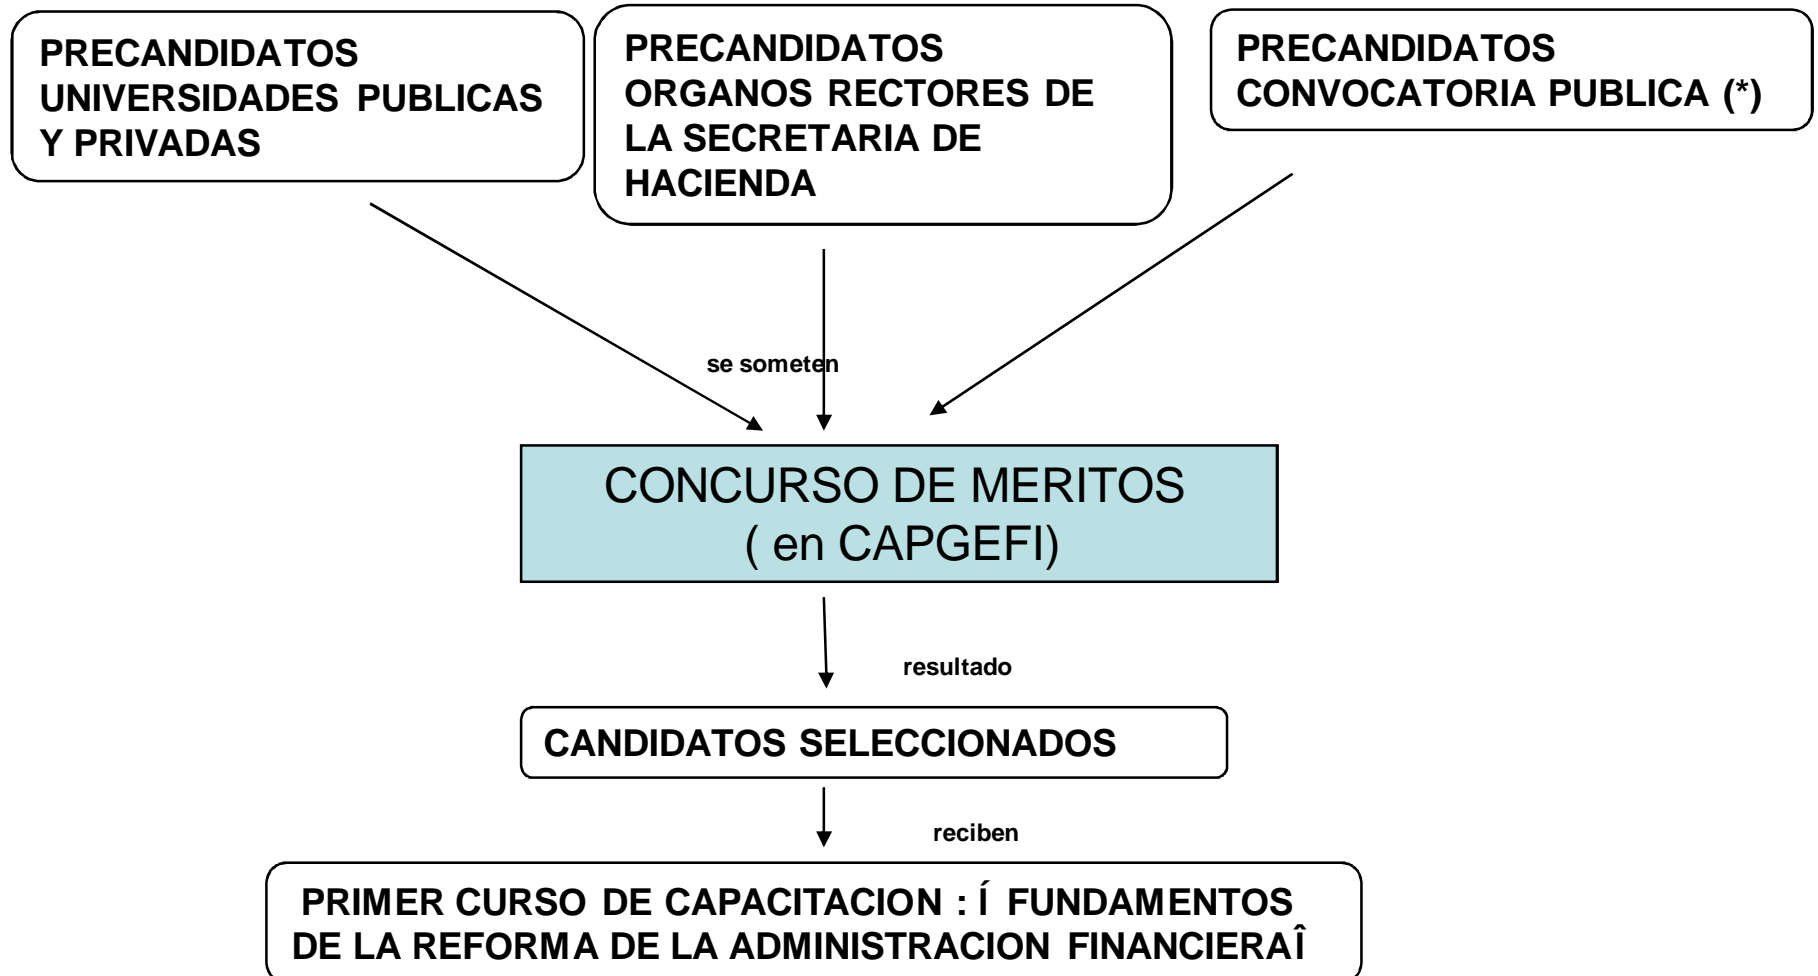 PRECANDIDATOS
UNIVERSIDADES PUBLICAS
Y PRIVADAS
PRECANDIDATOS
ORGANOS RECTORES DE
LA SECRETARIA DE
HACIENDA
PRECANDIDATOS
CONVOCATORIA PUBLICA (*)
se someten
CONCURSO DE MERITOS
( en CAPGEFI)
resultado
CANDIDATOS SELECCIONADOS
reciben
PRIMER CURSO DE CAPACITACION : Í FUNDAMENTOS
DE LA REFORMA DE LA ADMINISTRACION FINANCIERAÎ